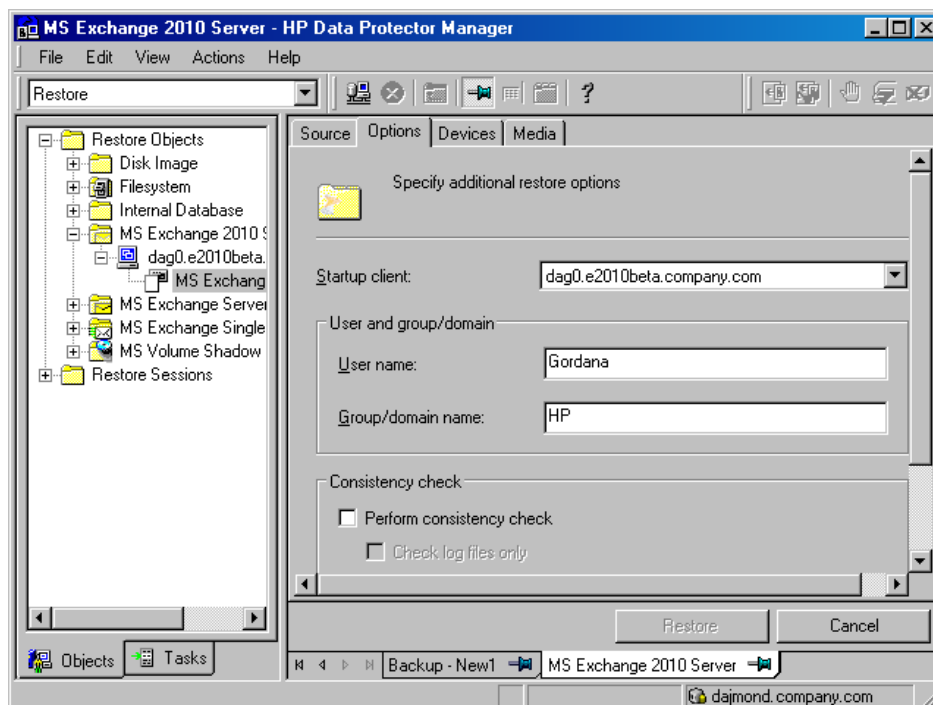 MS Exchange 2010 Server - HP Data Protector Manager
File Edit View Actions Help
Restore
?
Restore Objects
Disk Image
Filesystem
Internal Database
MS Exchange 2010 S
dag0.e2010beta.
MS Exchang
MS Exchange Server
MS Exchange Single
MS Volume Shadow
Restore Sessions
Objects Tasks
Source Options Devices Media
Specify additional restore options
Startup client: dag0.e2010beta.company.com
User and group/domain
User name: Gordana
Group/domain name: HP
Consistency check
Perform consistency check
Check log files only
Restore Cancel
Backup - New1 MS Exchange 2010 Server
dajmond.company.com